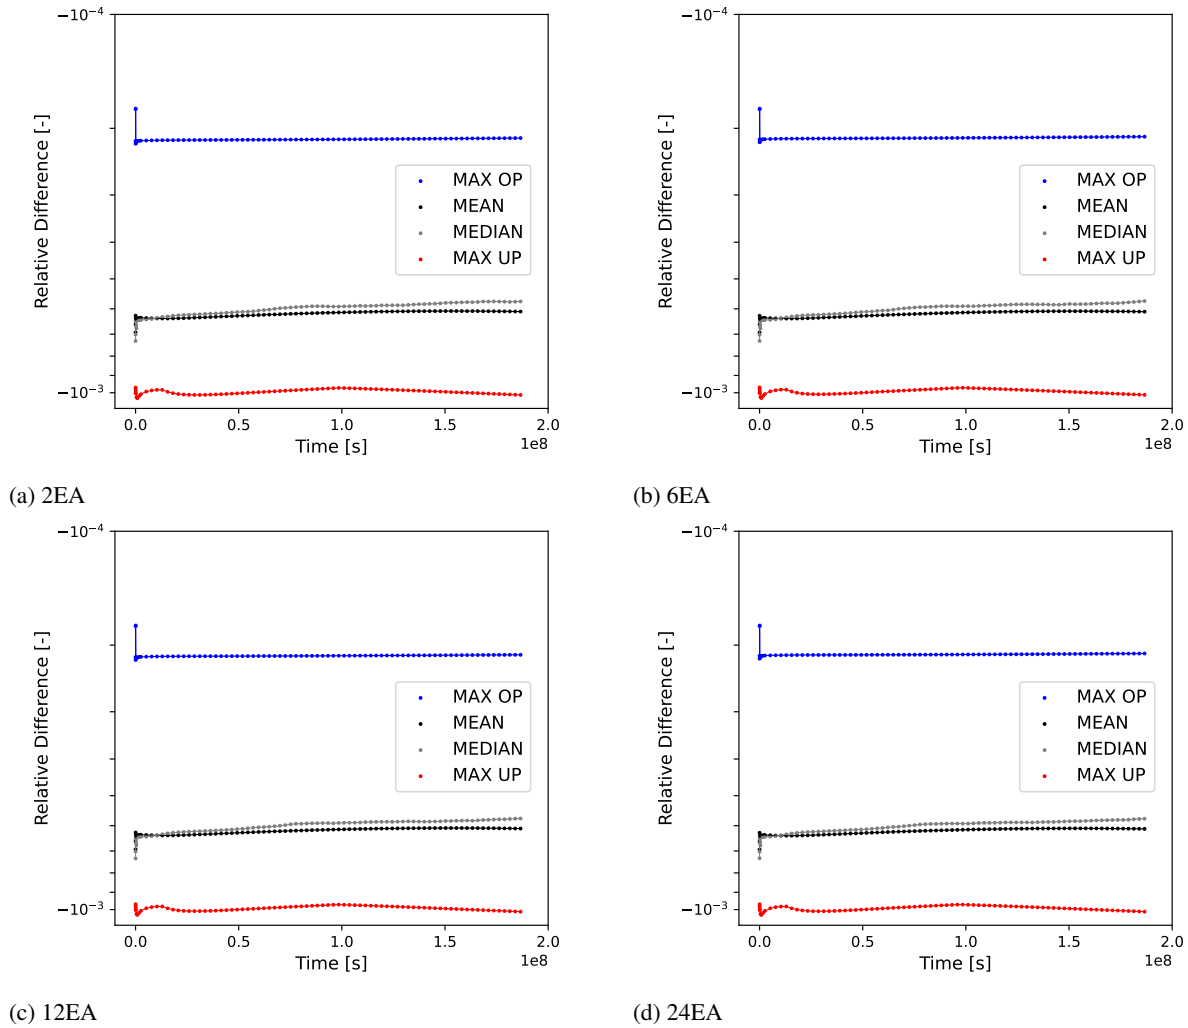 −10⁻⁴
Relative Difference [-]
MAX OP
MEAN
MEDIAN
MAX UP
−10⁻³
0.0 0.5 1.0 1.5 2.0
Time [s] 1e8
(a) 2EA
−10⁻⁴
Relative Difference [-]
MAX OP
MEAN
MEDIAN
MAX UP
−10⁻³
0.0 0.5 1.0 1.5 2.0
Time [s] 1e8
(b) 6EA
−10⁻⁴
Relative Difference [-]
MAX OP
MEAN
MEDIAN
MAX UP
−10⁻³
0.0 0.5 1.0 1.5 2.0
Time [s] 1e8
(c) 12EA
−10⁻⁴
Relative Difference [-]
MAX OP
MEAN
MEDIAN
MAX UP
−10⁻³
0.0 0.5 1.0 1.5 2.0
Time [s] 1e8
(d) 24EA